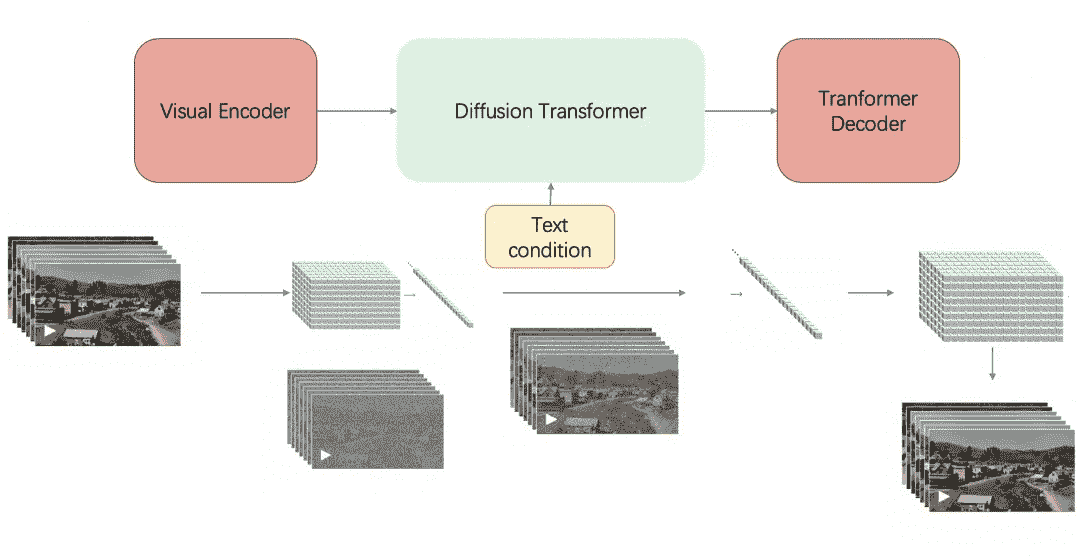 Visual Encoder
Diffusion Transformer
Tranformer
Decoder
Text
condition